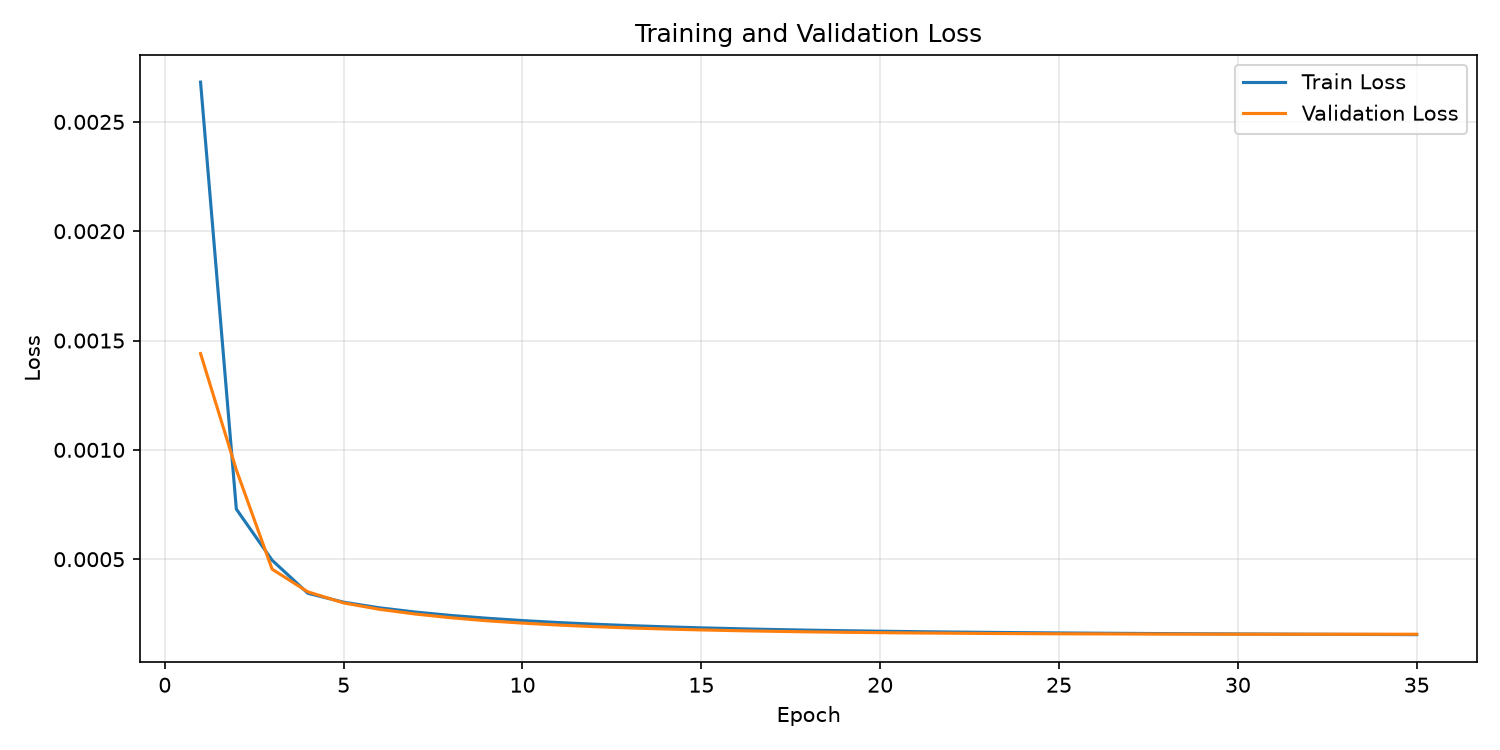 Training and Validation Loss
Train Loss
Validation Loss
0.0025
0.0020
0.0015
0.0010
0.0005
Loss
0 5 10 15 20 25 30 35
Epoch